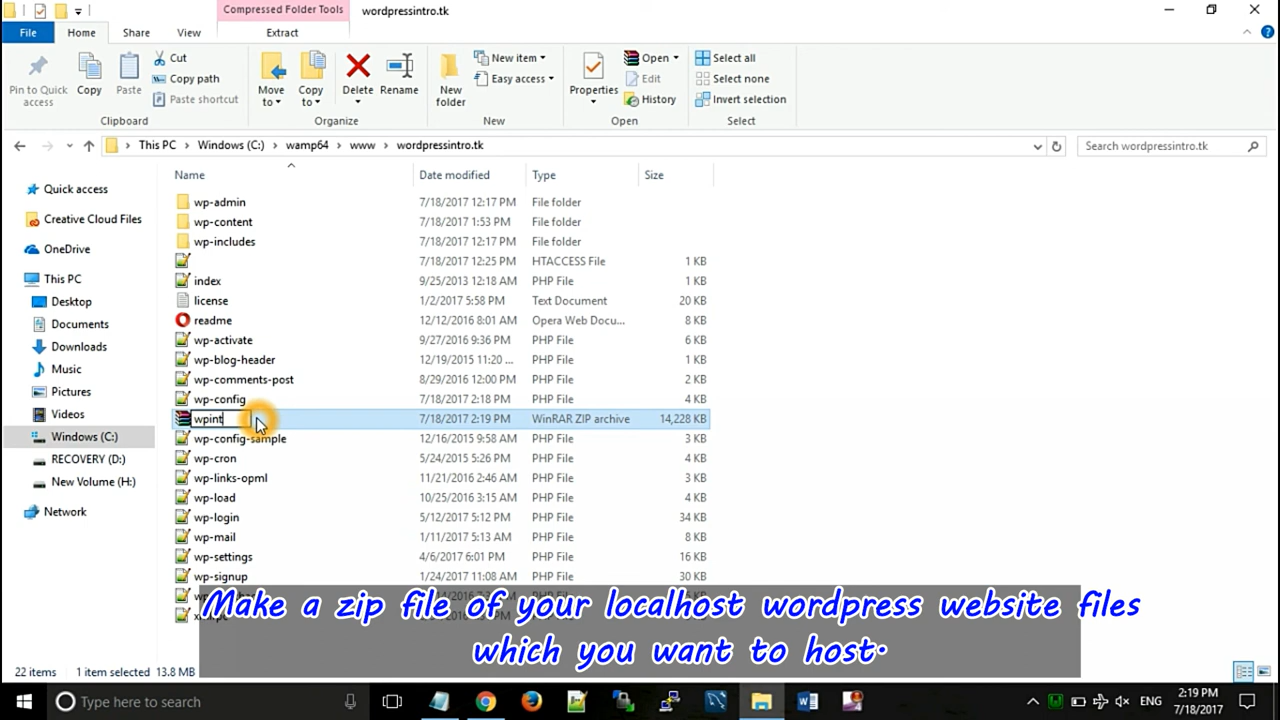 Compressed Folder Tools
wordpressintro.tk
File
Home
Share
View
Extract
Pin to Quick access
Copy
Paste
Cut
Copy path
Paste shortcut
Clipboard
Move to
Copy to
Delete
Rename
Organize
New folder
New item
Easy access
New
Properties
Open
Edit
History
Open
Select all
Select none
Invert selection
Select
This PC
Windows (C:)
wamp64
www
wordpressintro.tk
Search wordpressintro.tk
Name Date modified Type Size
Quick access
Creative Cloud Files
OneDrive
This PC
Desktop
Documents
Downloads
Music
Pictures
Videos
Windows (C:)
RECOVERY (D:)
New Volume (H:)
Network
wp-admin 7/18/2017 12:17 PM File folder
wp-content 7/18/2017 1:53 PM File folder
wp-includes 7/18/2017 12:17 PM File folder
7/18/2017 12:25 PM HTACCESS File 1 KB
index 9/25/2013 12:18 AM PHP File 1 KB
license 1/2/2017 5:58 PM Text Document 20 KB
readme 12/12/2016 8:01 AM Opera Web Docu... 8 KB
wp-activate 9/27/2016 9:36 PM PHP File 6 KB
wp-blog-header 12/19/2015 11:20 ... PHP File 1 KB
wp-comments-post 8/29/2016 12:00 PM PHP File 2 KB
wp-config 7/18/2017 2:18 PM PHP File 4 KB
wpint 7/18/2017 2:19 PM WinRAR ZIP archive 14,228 KB
wp-config-sample 12/16/2015 9:58 AM PHP File 3 KB
wp-cron 5/24/2015 5:26 PM PHP File 4 KB
wp-links-opml 11/21/2016 2:46 AM PHP File 3 KB
wp-load 10/25/2016 3:15 AM PHP File 4 KB
wp-login 5/12/2017 5:12 PM PHP File 34 KB
wp-mail 1/11/2017 5:13 AM PHP File 8 KB
wp-settings 4/6/2017 6:01 PM PHP File 16 KB
wp-signup 1/24/2017 11:08 AM PHP File 30 KB
Make a zip file of your localhost wordpress website files
which you want to host.
22 items 1 item selected 13.8 MB
Type here to search
ENG
2:19 PM
7/18/2017